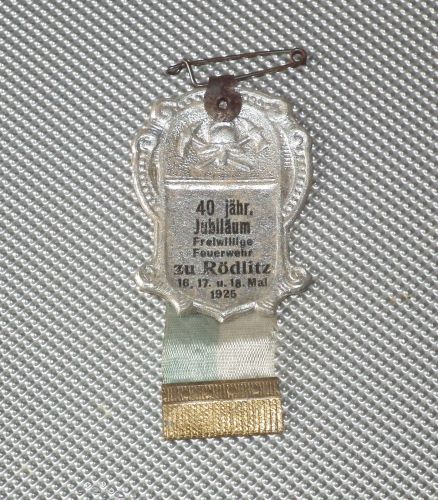 40 jähr.
Jubiläum
Freiwillige
Feuerwehr
zu Rödlitz
16. 17. u. 18. Mai
1925